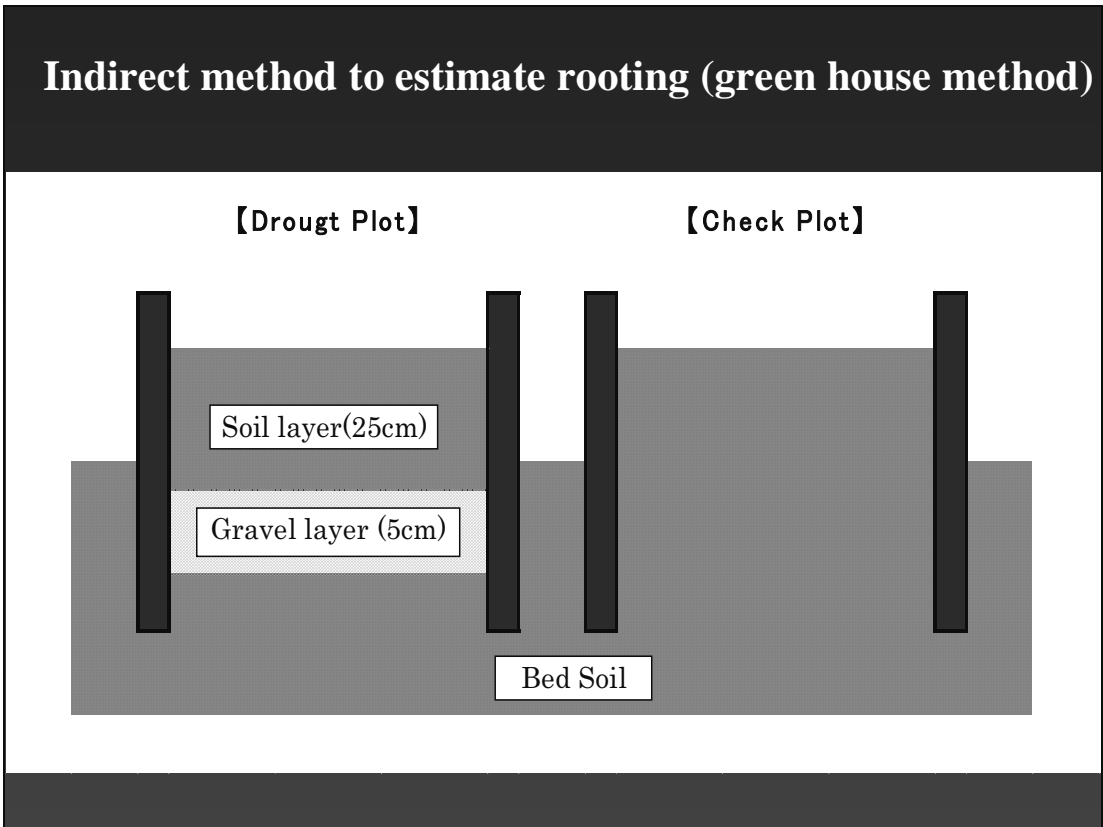 Indirect method to estimate rooting (green house method)
【Drougt Plot】
【Check Plot】
Soil layer(25cm)
Gravel layer (5cm)
Bed Soil